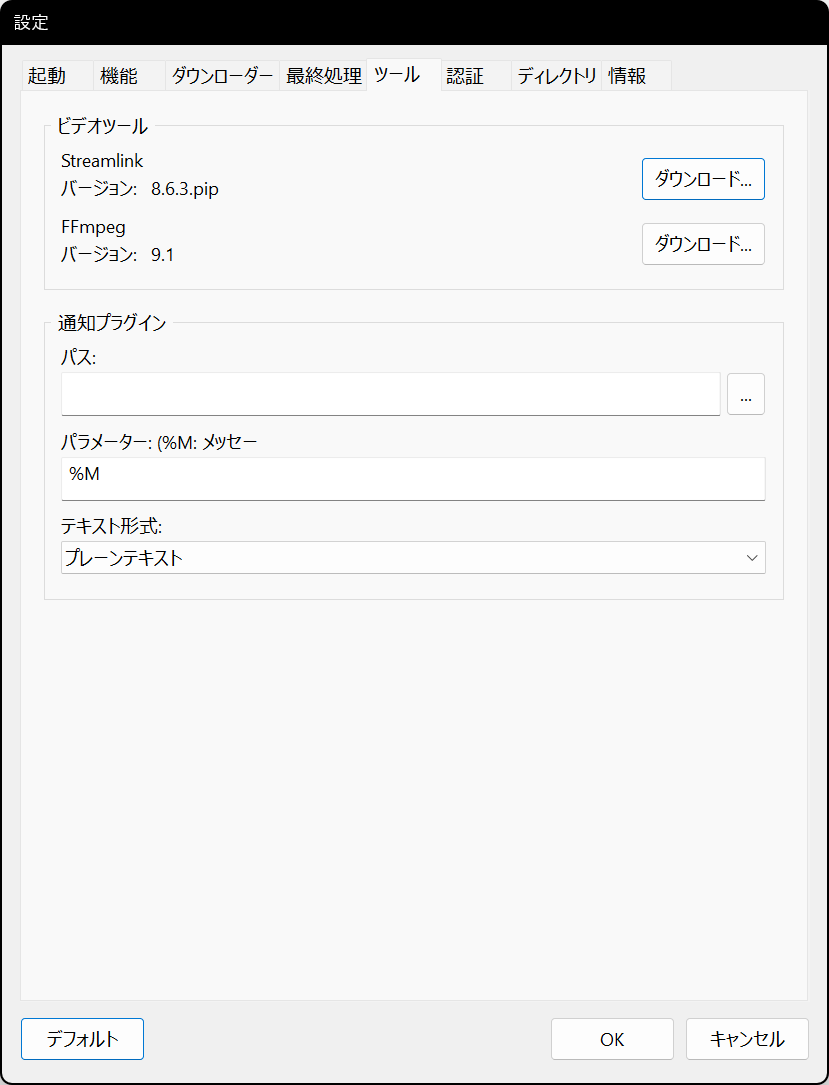 設定
起動 機能 ダウンローダー 最終処理 ツール 認証 ディレクトリ 情報
ビデオツール
Streamlink
バージョン: 8.6.3.pip
ダウンロード...
FFmpeg
バージョン: 9.1
ダウンロード...
通知プラグイン
パス:
...
パラメーター: (%M: メッセー
%M
テキスト形式:
プレーンテキスト
デフォルト OK キャンセル